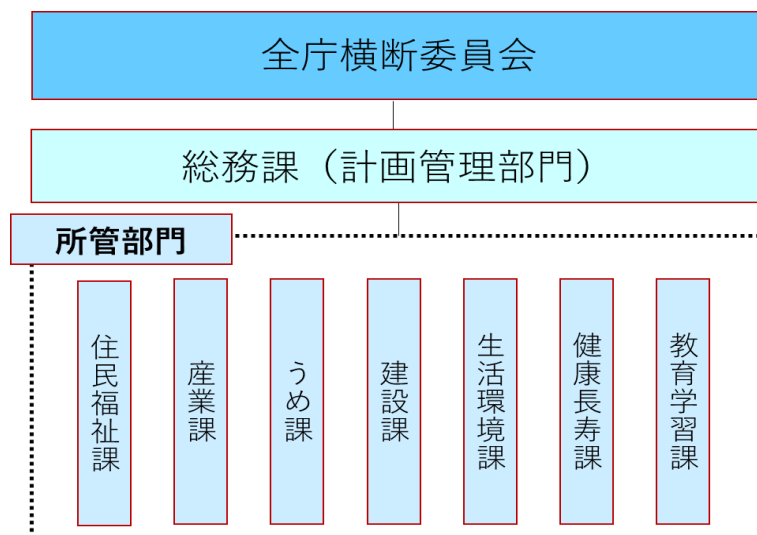 全庁横断委員会
総務課（計画管理部門）
所管部門
住民福祉課
産業課
うめ課
建設課
生活環境課
健康長寿課
教育学習課